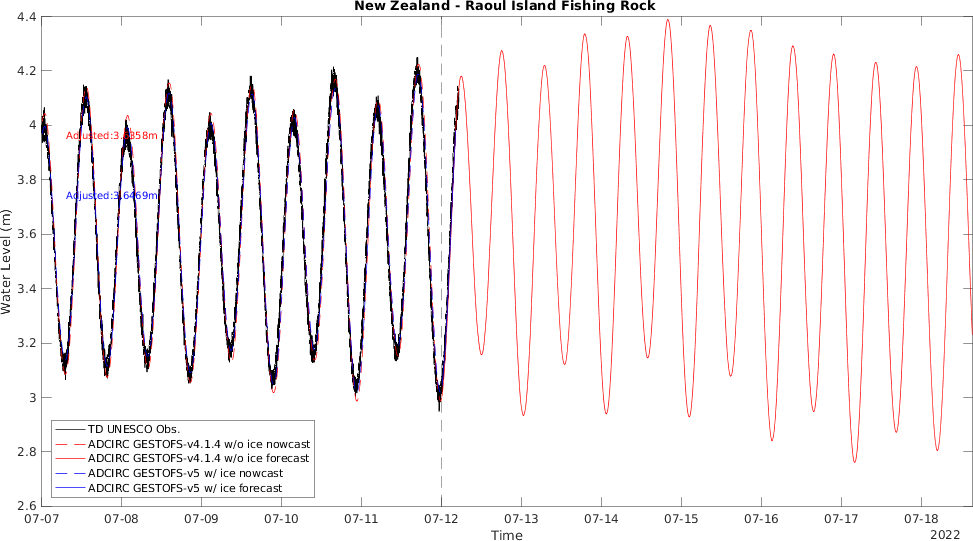 New Zealand - Raoul Island Fishing Rock
Water Level (m)
4.4
4.2
4
3.8
3.6
3.4
3.2
3
2.8
2.6
Adjusted:
Adjusted:3.6469m
TD UNESCO Obs.
ADCIRC GESTOFS-v4.1.4 w/o ice nowcast
ADCIRC GESTOFS-v4.1.4 w/o ice forecast
ADCIRC GESTOFS-v5 w/ ice nowcast
ADCIRC GESTOFS-v5 w/ ice forecast
07-07 07-08 07-09 07-10 07-11 07-12 07-13 07-14 07-15 07-16 07-17 07-18
Time
2022